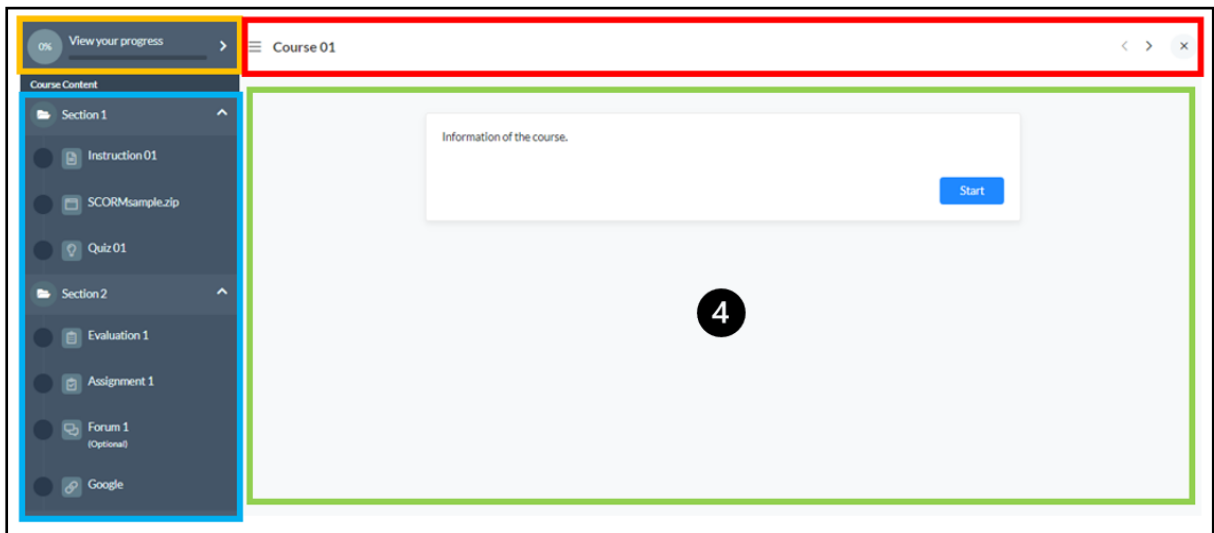 0%
View your progress
Course 01
Course Content
Section 1
Instruction 01
SCORMsample.zip
Quiz 01
Section 2
Evaluation 1
Assignment 1
Forum 1
(Optional)
Google
Information of the course.
Start
4